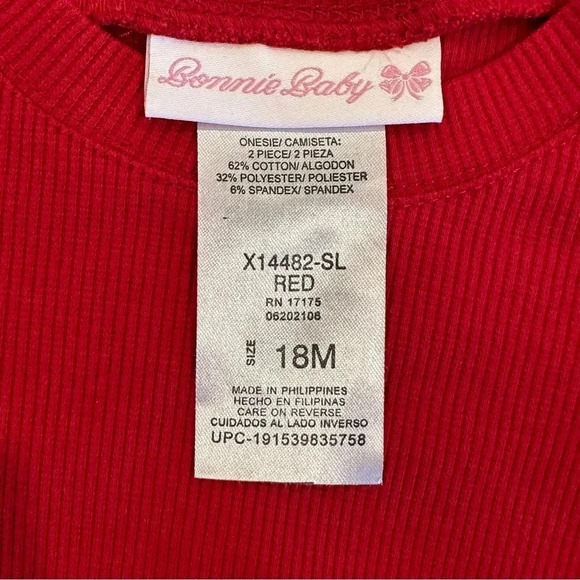 Bonnie Baby
ONESIE/ CAMISETA:
2 PIECE/ 2 PIEZA
62% COTTON/ ALGODON
32% POLYESTER/ POLIESTER
6% SPANDEX/ SPANDEX
X14482-SL
RED
RN 17175
06202108
SIZE 18M
MADE IN PHILIPPINES
HECHO EN FILIPINAS
CARE ON REVERSE
CUIDADOS AL LADO INVERSO
UPC-191539835758